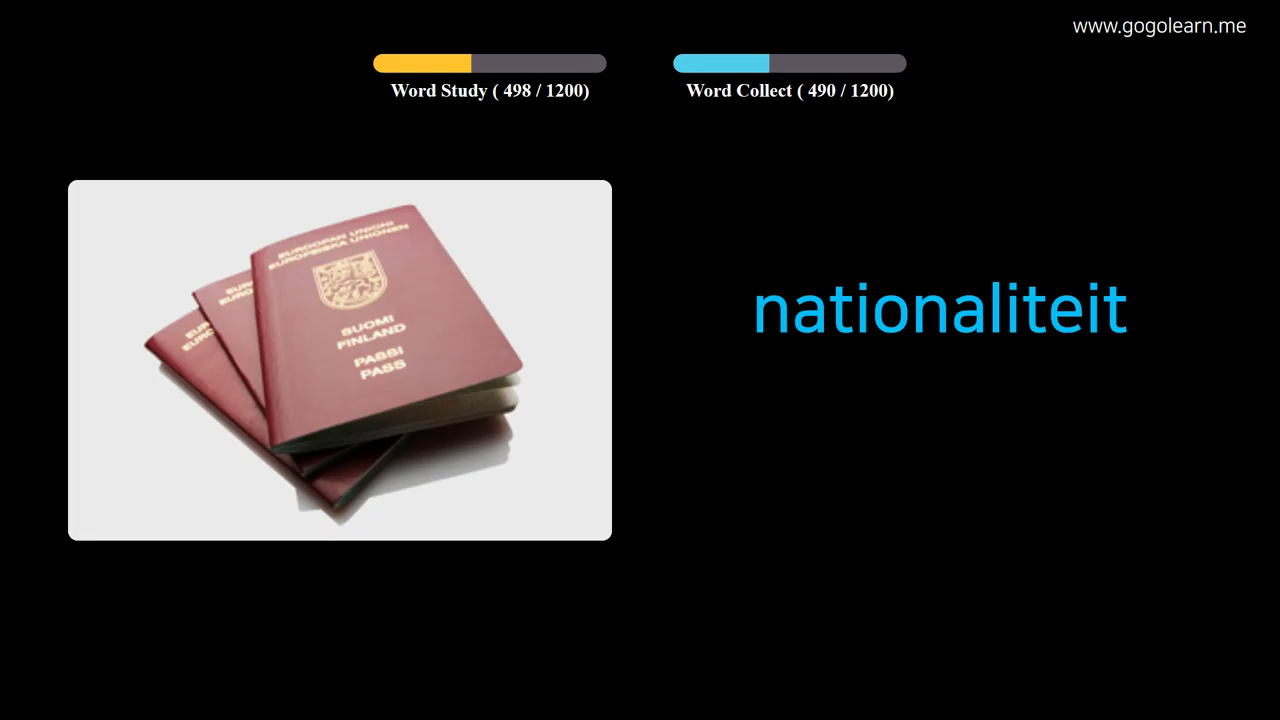 www.gogolearn.me
Word Study ( 498 / 1200)
Word Collect ( 490 / 1200)
nationaliteit
EUROOPAN UNIONI
EUROPEISKA UNIONEN
SUOMI
FINLAND
PASSI
PASS
EURO